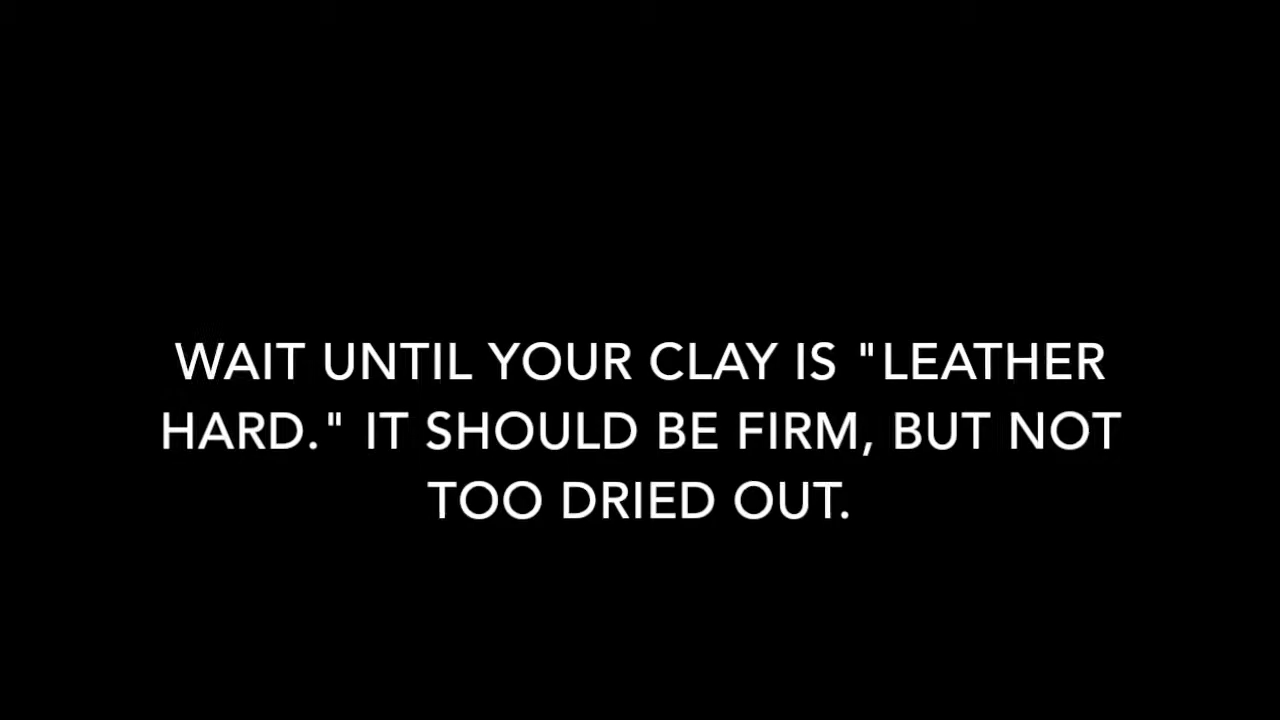 WAIT UNTIL YOUR CLAY IS "LEATHER
HARD." IT SHOULD BE FIRM, BUT NOT
TOO DRIED OUT.